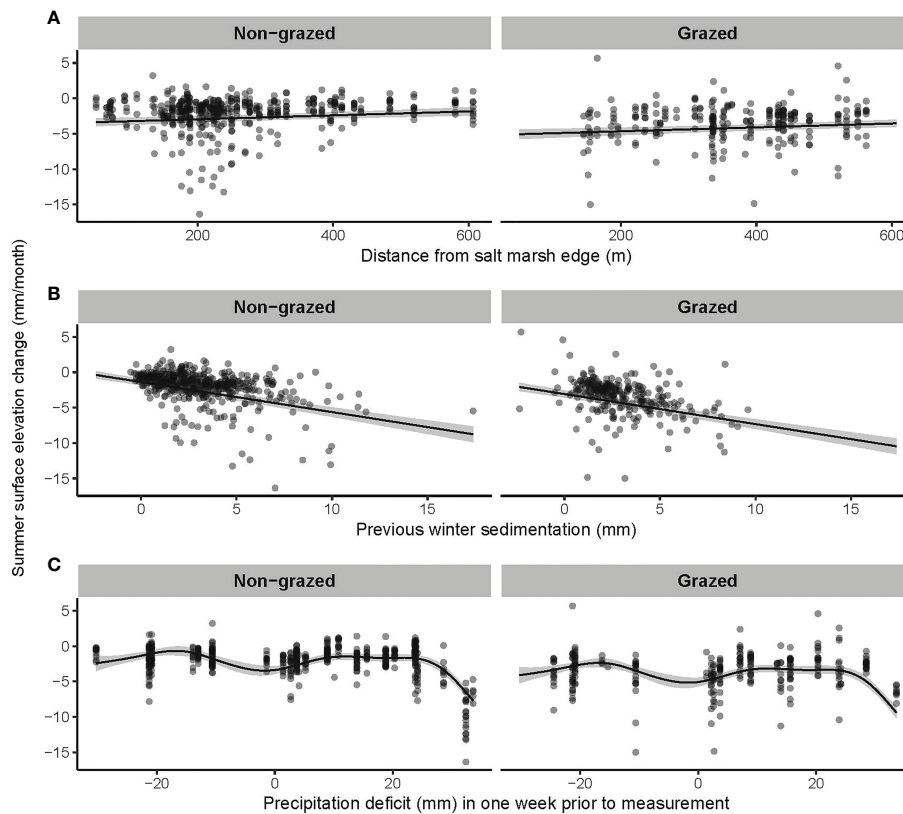 A
Non−grazed
Grazed
5
0
−5
−10
−15
200
400
600
200
400
600
Distance from salt marsh edge (m)
B
Non−grazed
Grazed
5
0
−5
−10
−15
0
5
10
15
0
5
10
15
Previous winter sedimentation (mm)
C
Non−grazed
Grazed
5
0
−5
−10
−15
−20
0
20
−20
0
20
Precipitation deficit (mm) in one week prior to measurement
Summer surface elevation change (mm/month)